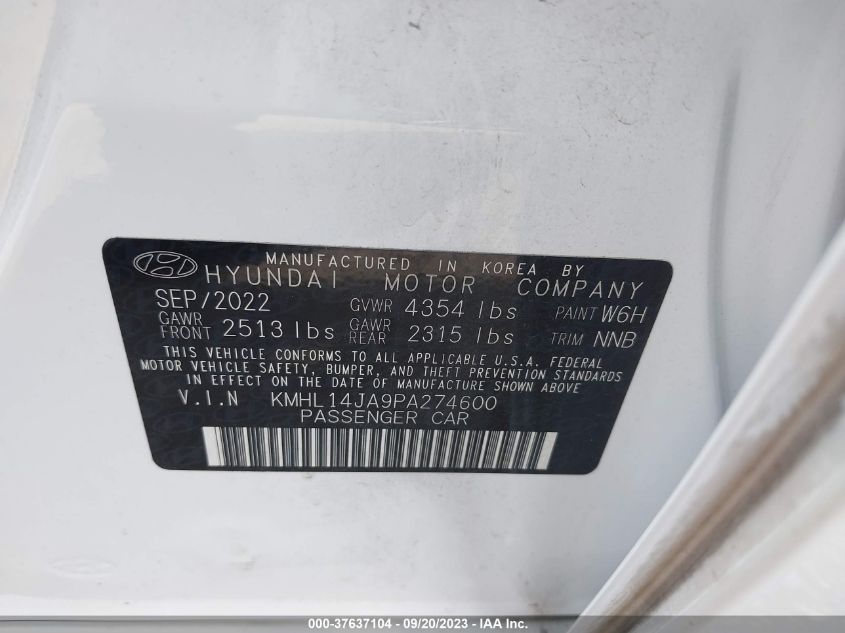 MANUFACTURED IN KOREA BY
HYUNDAI MOTOR COMPANY
SEP/2022 GVWR 4354 lbs PAINT W6H
GAWR FRONT 2513 lbs GAWR REAR 2315 lbs TRIM NNB
THIS VEHICLE CONFORMS TO ALL APPLICABLE U.S.A. FEDERAL
MOTOR VEHICLE SAFETY, BUMPER, AND THEFT PREVENTION STANDARDS
IN EFFECT ON THE DATE OF MANUFACTURE SHOWN ABOVE
V.I.N KMHL14JA9PA274600
PASSENGER CAR
000-37637104 - 09/20/2023 - IAA Inc.